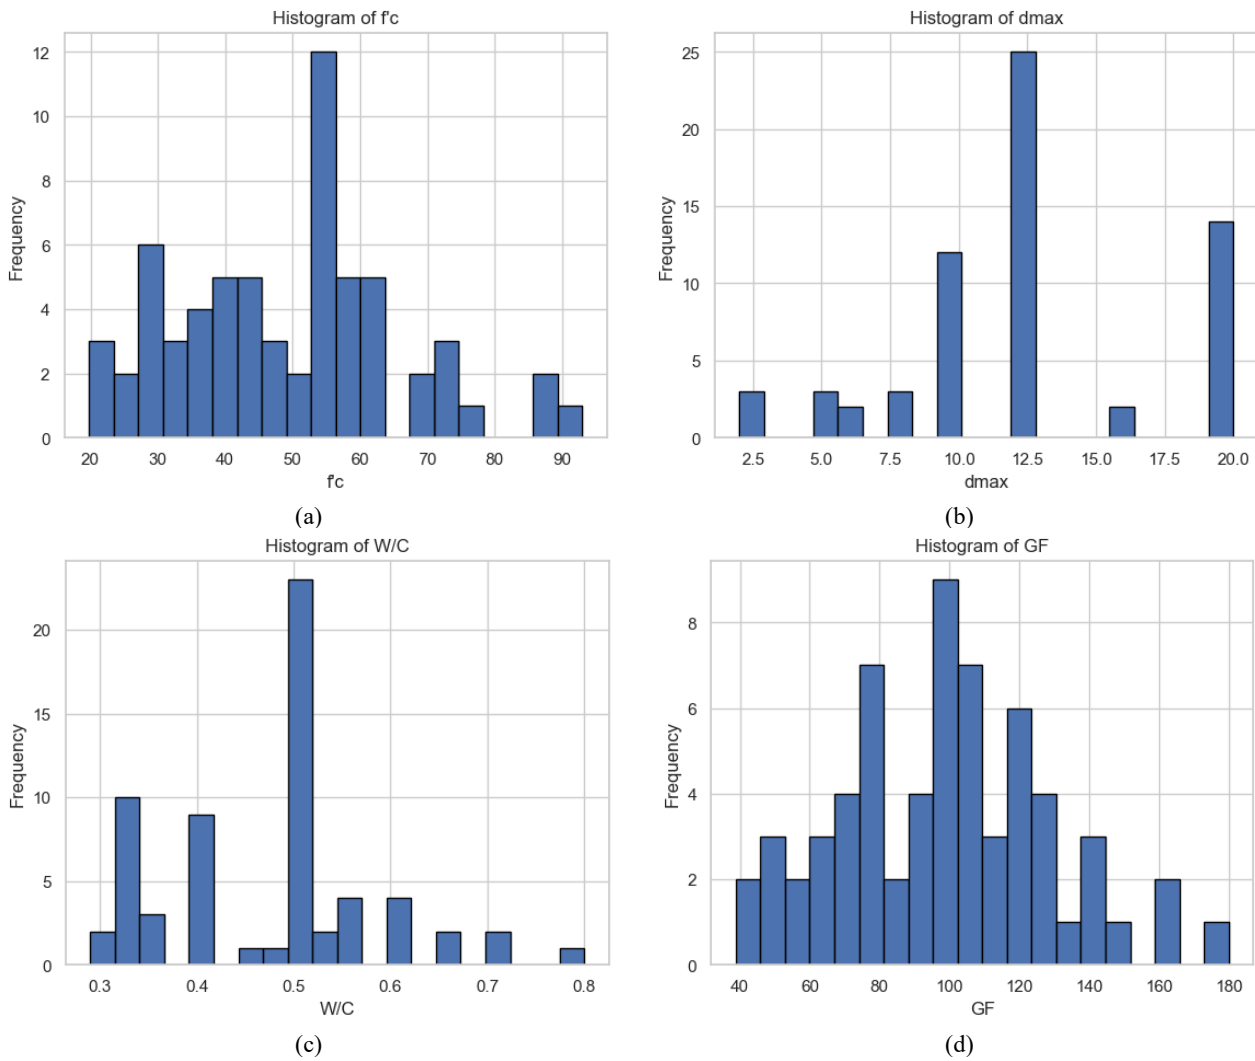 Histogram of f'c
12
10
8
6
4
2
0
Frequency
20 30 40 50 60 70 80 90
f'c
(a)
Histogram of dmax
25
20
15
10
5
0
Frequency
2.5 5.0 7.5 10.0 12.5 15.0 17.5 20.0
dmax
(b)
Histogram of W/C
20
15
10
5
0
Frequency
0.3 0.4 0.5 0.6 0.7 0.8
W/C
(c)
Histogram of GF
8
6
4
2
0
Frequency
40 60 80 100 120 140 160 180
GF
(d)